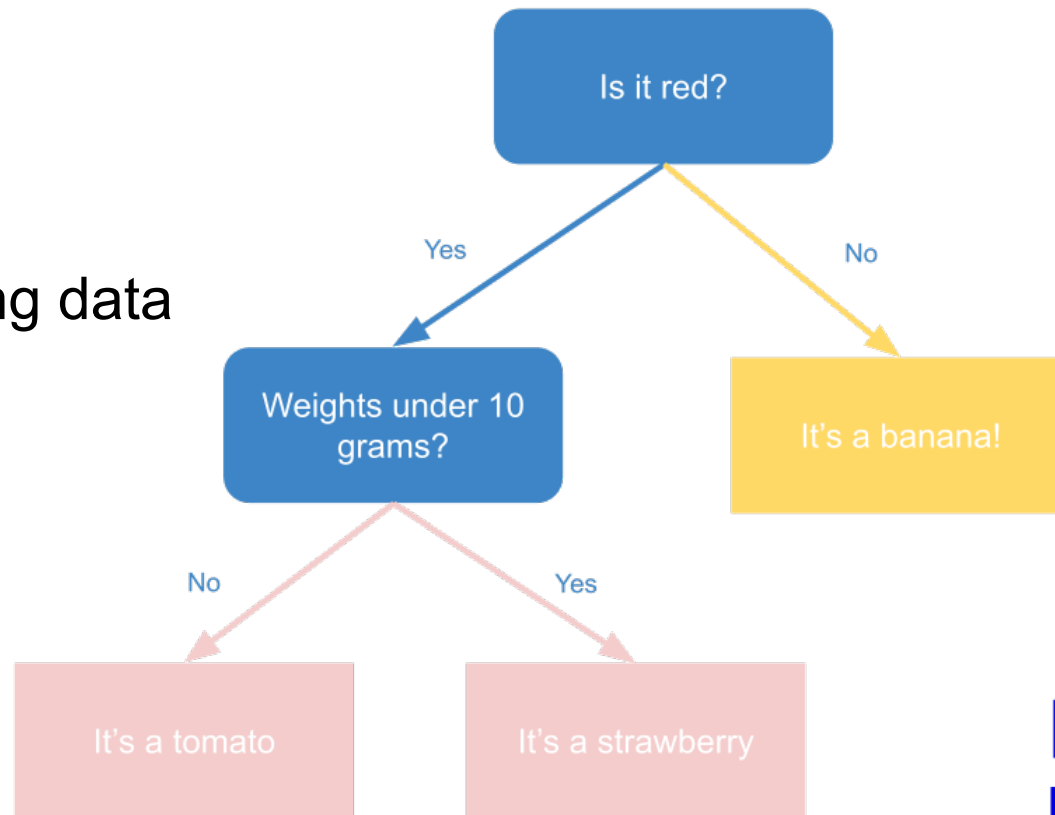 Is it red?
Yes
No
ng data
Weights under 10
grams?
It's a banana!
No
Yes
It's a tomato
It's a strawberry